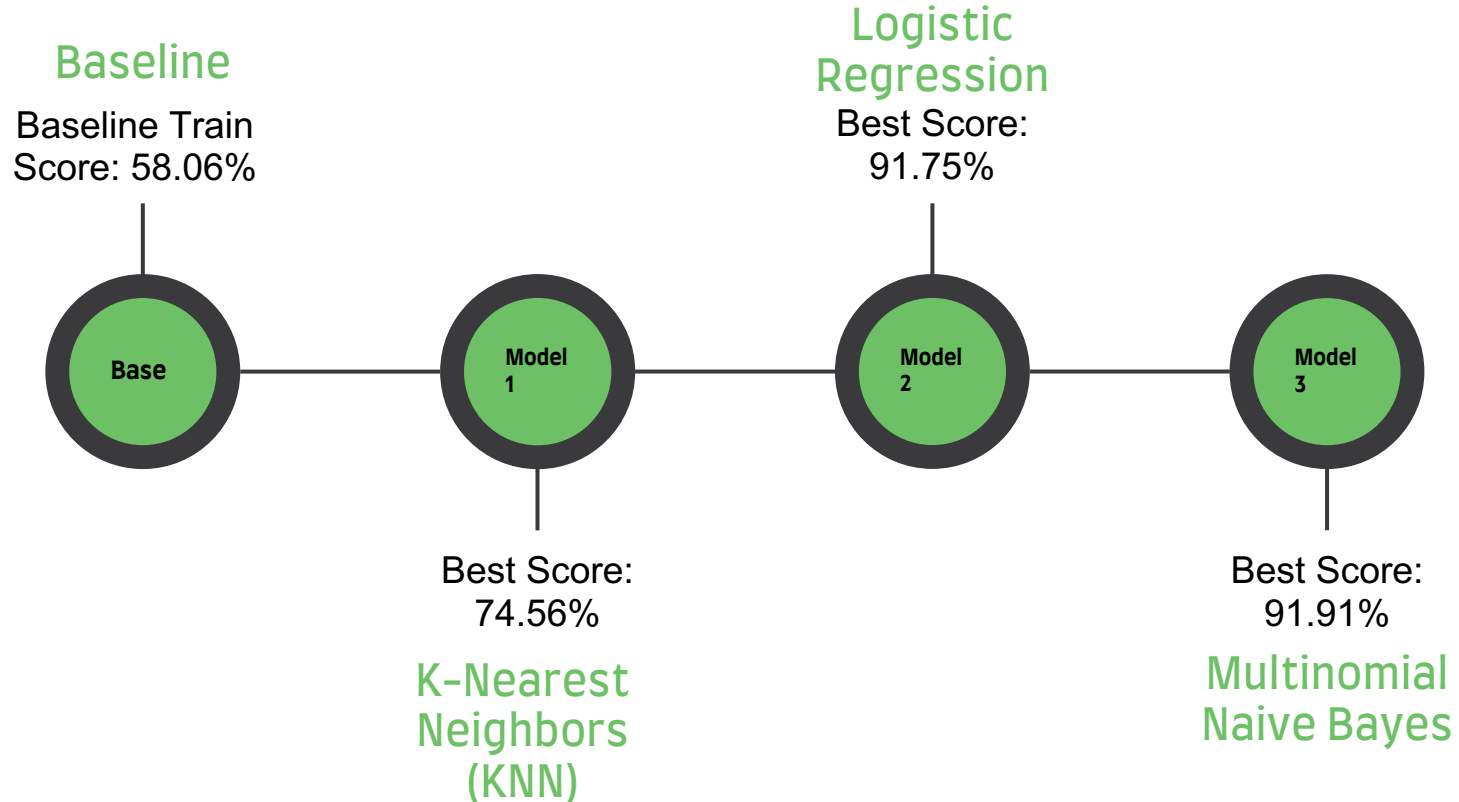 Baseline
Baseline Train
Score: 58.06%
Base
Model
1
Best Score:
74.56%
K-Nearest
Neighbors
(KNN)
Logistic
Regression
Best Score:
91.75%
Model
2
Model
3
Best Score:
91.91%
Multinomial
Naive Bayes